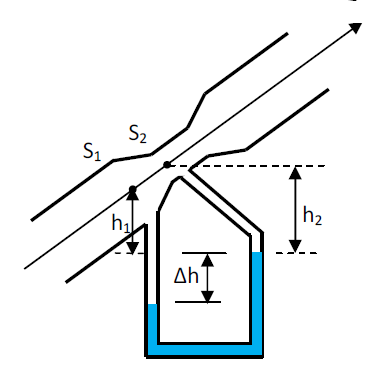 S₂
S₁
h₁
h₂
Δh